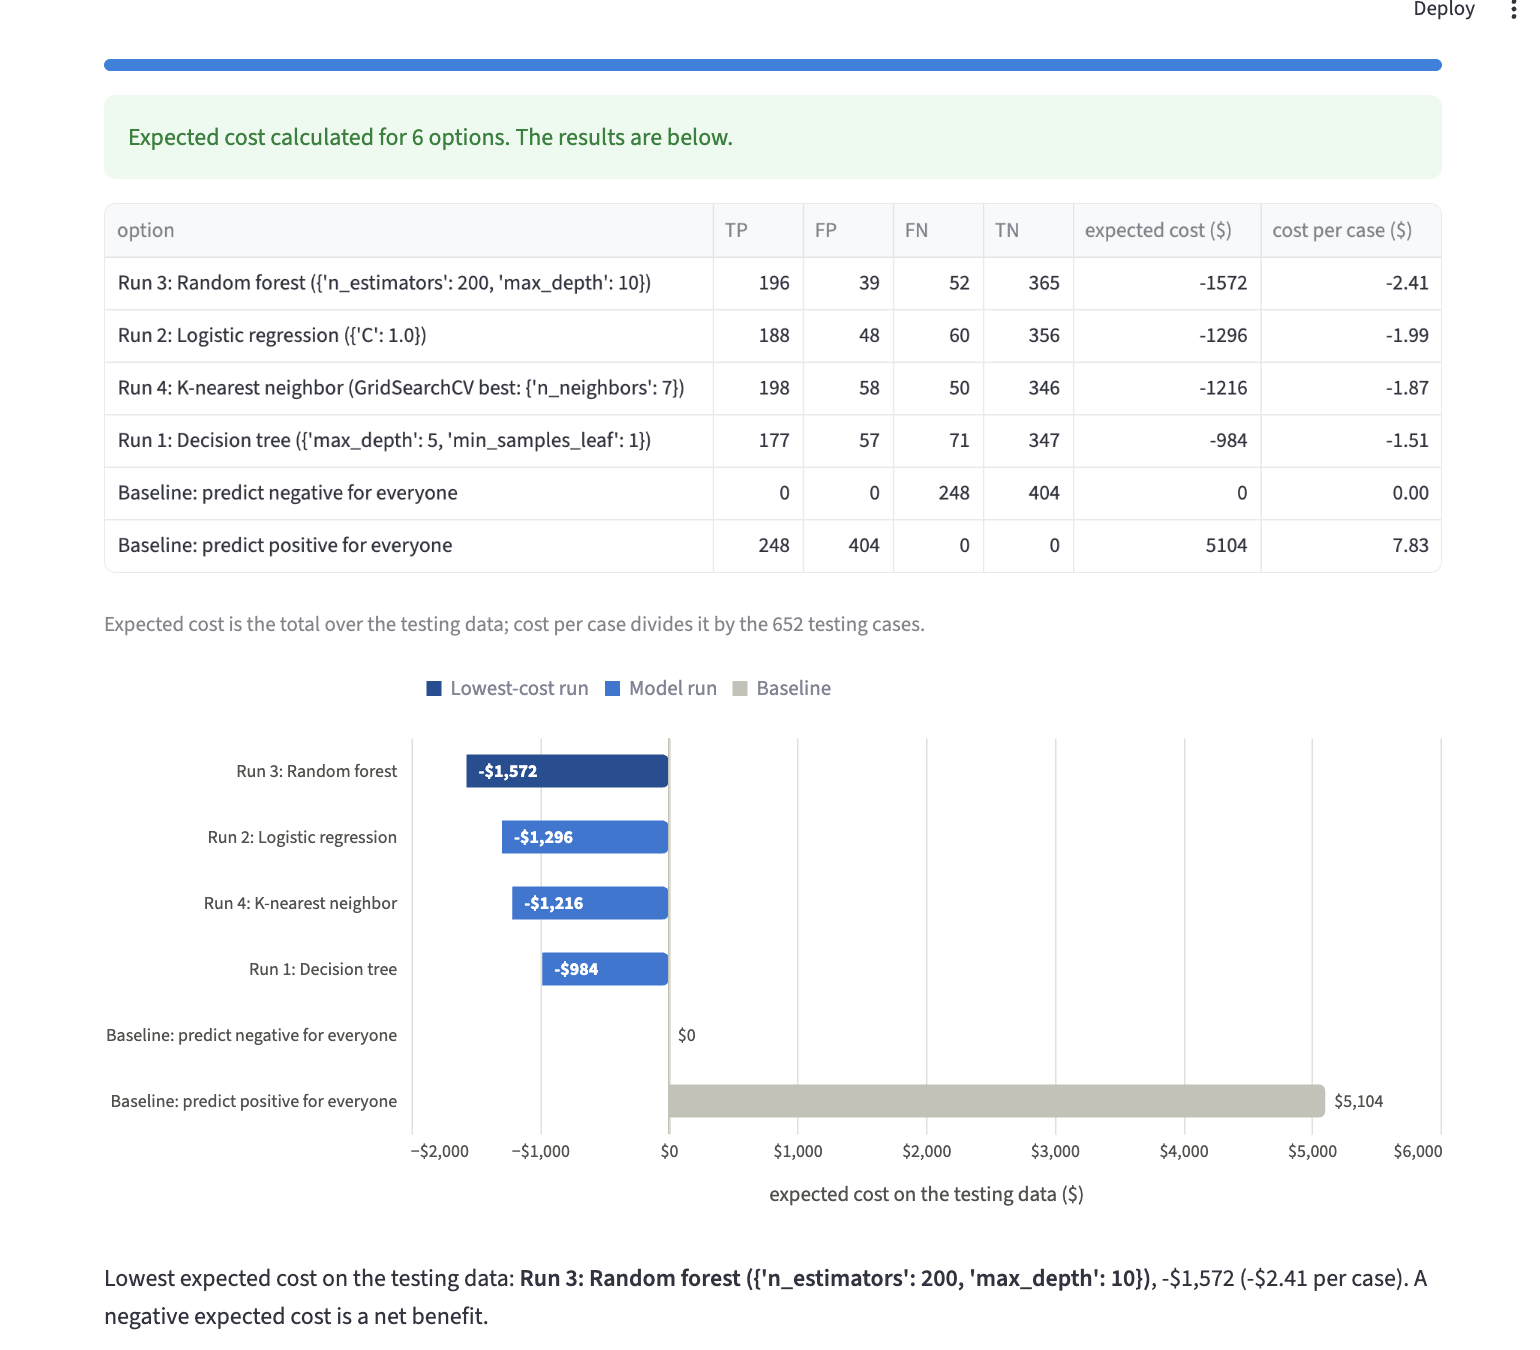 Deploy
Expected cost calculated for 6 options. The results are below.
option TP FP FN TN expected cost ($) cost per case ($)
Run 3: Random forest ({'n_estimators': 200, 'max_depth': 10}) 196 39 52 365 -1572 -2.41
Run 2: Logistic regression ({'C': 1.0}) 188 48 60 356 -1296 -1.99
Run 4: K-nearest neighbor (GridSearchCV best: {'n_neighbors': 7}) 198 58 50 346 -1216 -1.87
Run 1: Decision tree ({'max_depth': 5, 'min_samples_leaf': 1}) 177 57 71 347 -984 -1.51
Baseline: predict negative for everyone 0 0 248 404 0 0.00
Baseline: predict positive for everyone 248 404 0 0 5104 7.83
Expected cost is the total over the testing data; cost per case divides it by the 652 testing cases.
Lowest-cost run Model run Baseline
Run 3: Random forest -$1,572
Run 2: Logistic regression -$1,296
Run 4: K-nearest neighbor -$1,216
Run 1: Decision tree -$984
Baseline: predict negative for everyone $0
Baseline: predict positive for everyone $5,104
−$2,000 −$1,000 $0 $1,000 $2,000 $3,000 $4,000 $5,000 $6,000
expected cost on the testing data ($)
Lowest expected cost on the testing data: Run 3: Random forest ({'n_estimators': 200, 'max_depth': 10}), -$1,572 (-$2.41 per case). A
negative expected cost is a net benefit.